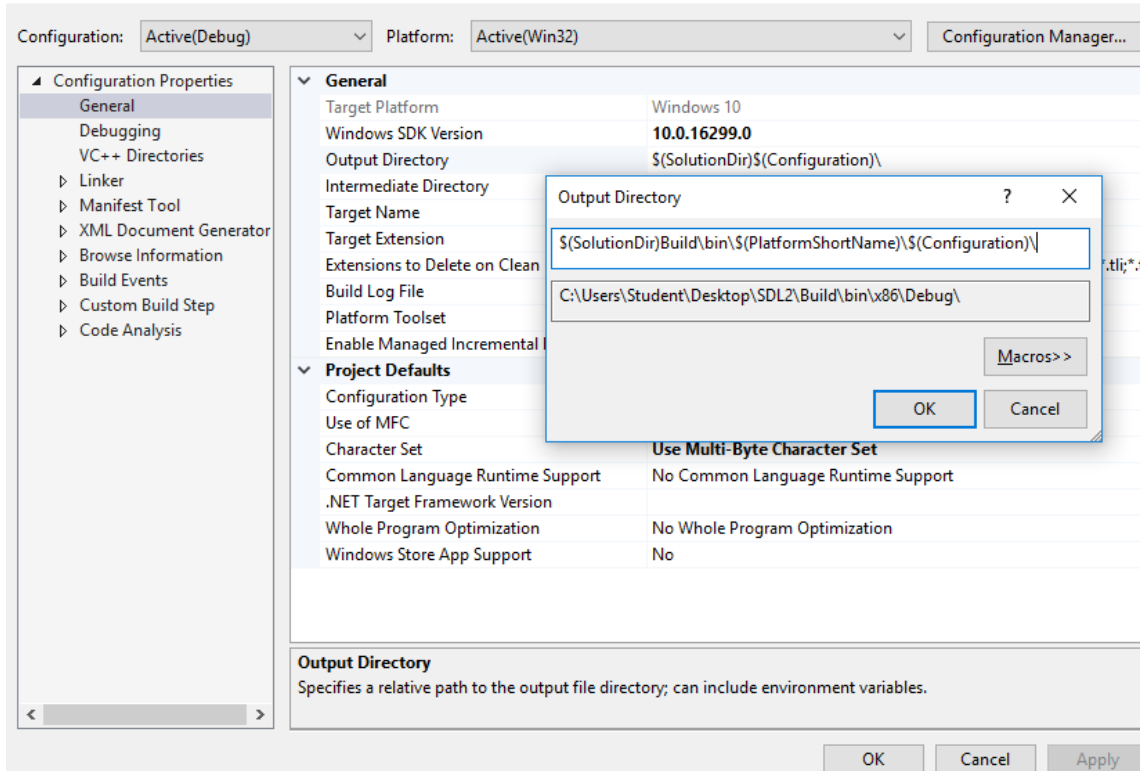 Configuration: Active(Debug) Platform: Active(Win32) Configuration Manager...
Configuration Properties
General
Debugging
VC++ Directories
Linker
Manifest Tool
XML Document Generator
Browse Information
Build Events
Custom Build Step
Code Analysis
General
Target Platform Windows 10
Windows SDK Version 10.0.16299.0
Output Directory $(SolutionDir)$(Configuration)\
Intermediate Directory
Target Name
Target Extension
Extensions to Delete on Clean *.tli;*.
Build Log File
Platform Toolset
Enable Managed Incremental
Project Defaults
Configuration Type
Use of MFC
Character Set Use Multi-Byte Character Set
Common Language Runtime Support No Common Language Runtime Support
.NET Target Framework Version
Whole Program Optimization No Whole Program Optimization
Windows Store App Support No
Output Directory ?
$(SolutionDir)Build\bin\$(PlatformShortName)\$(Configuration)\
C:\Users\Student\Desktop\SDL2\Build\bin\x86\Debug\
Macros>>
OK Cancel
Output Directory
Specifies a relative path to the output file directory; can include environment variables.
OK Cancel Apply